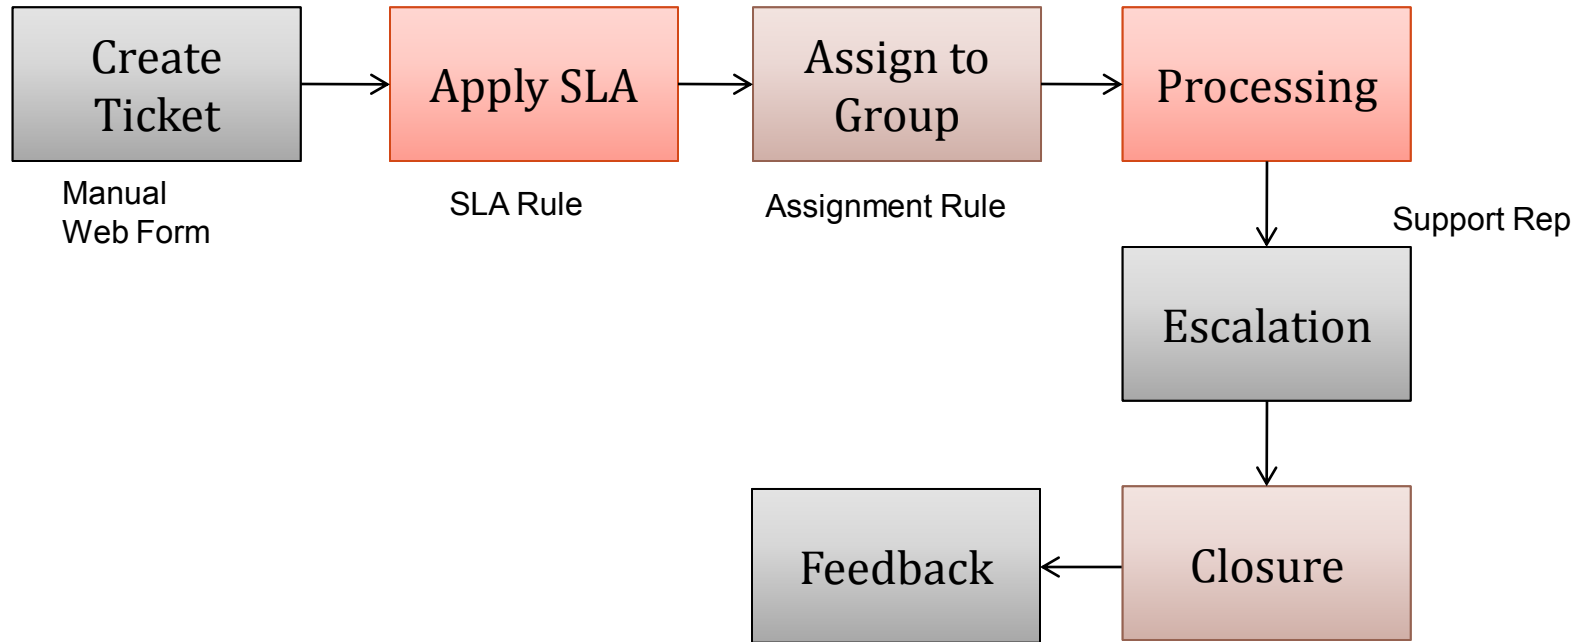 Create
Ticket
Apply SLA
Assign to
Group
Processing
Manual
Web Form
SLA Rule
Assignment Rule
Support Rep
Escalation
Feedback
Closure